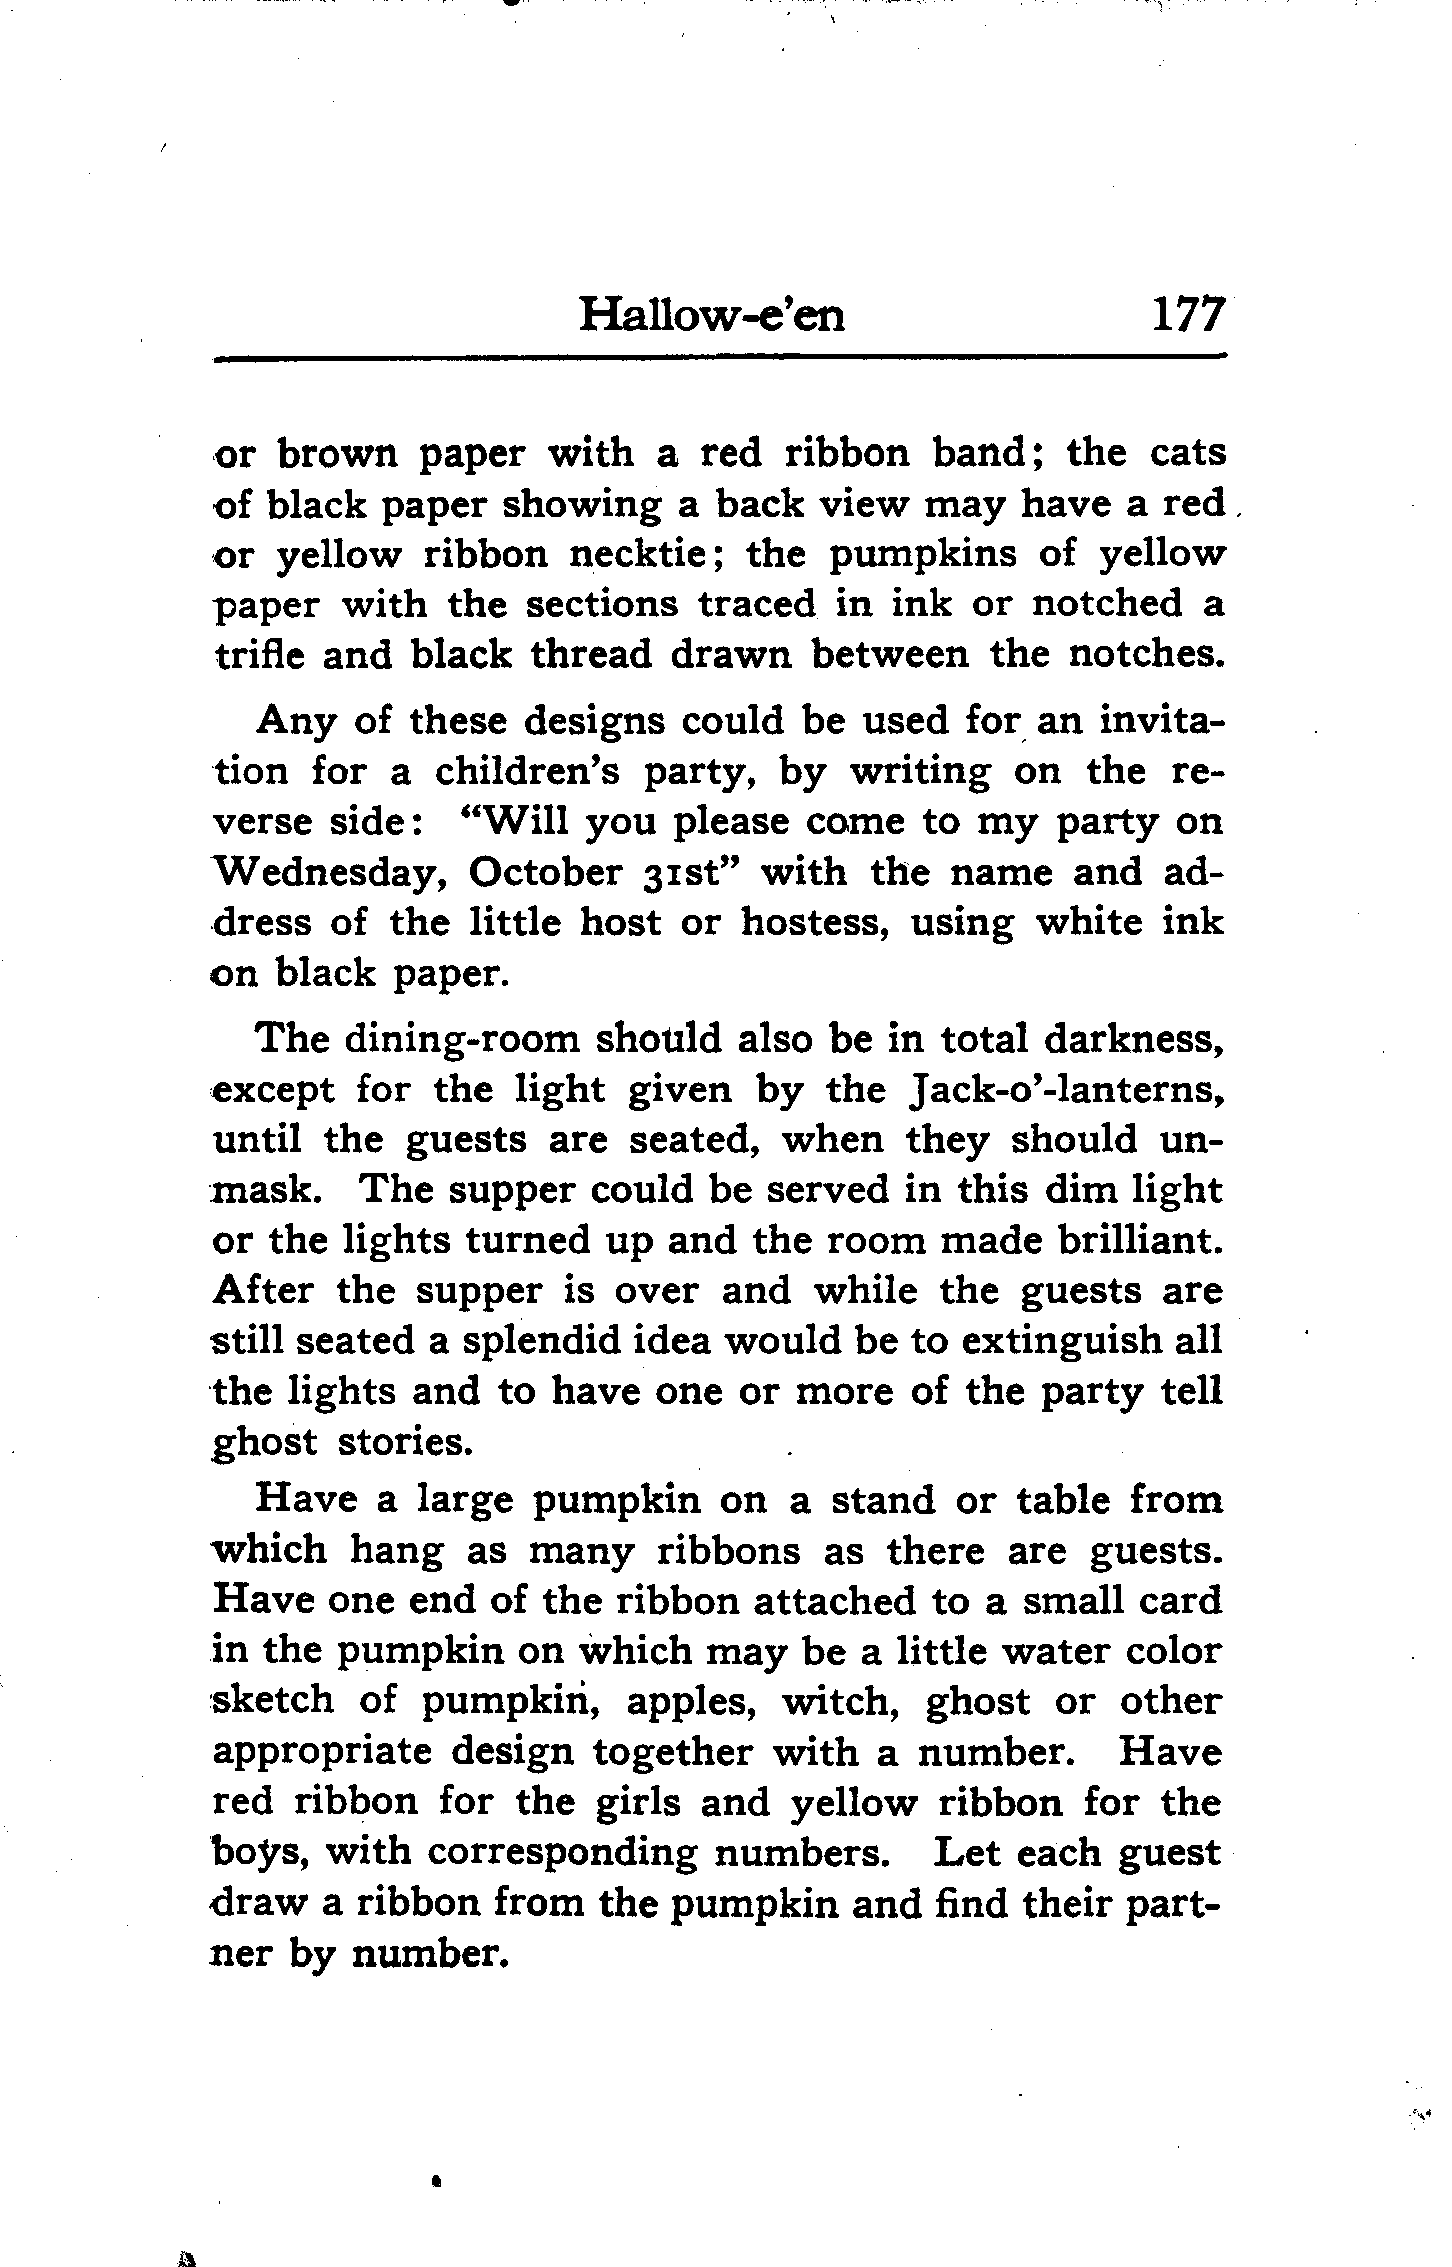 Hallow-e’en 177
or brown paper with a red ribbon band; the cats
of black paper showing a back view may have a red
or yellow ribbon necktie; the pumpkins of yellow
paper with the sections traced in ink or notched a
trifle and black thread drawn between the notches.
Any of these designs could be used for an invita-
tion for a children’s party, by writing on the re-
verse side: “Will you please come to my party on
Wednesday, October 31st” with the name and ad-
dress of the little host or hostess, using white ink
on black paper.
The dining-room should also be in total darkness,
except for the light given by the Jack-o’-lanterns,
until the guests are seated, when they should un-
mask. The supper could be served in this dim light
or the lights turned up and the room made brilliant.
After the supper is over and while the guests are
still seated a splendid idea would be to extinguish all
the lights and to have one or more of the party tell
ghost stories.
Have a large pumpkin on a stand or table from
which hang as many ribbons as there are guests.
Have one end of the ribbon attached to a small card
in the pumpkin on which may be a little water color
sketch of pumpkin, apples, witch, ghost or other
appropriate design together with a number. Have
red ribbon for the girls and yellow ribbon for the
boys, with corresponding numbers. Let each guest
draw a ribbon from the pumpkin and find their part-
ner by number.